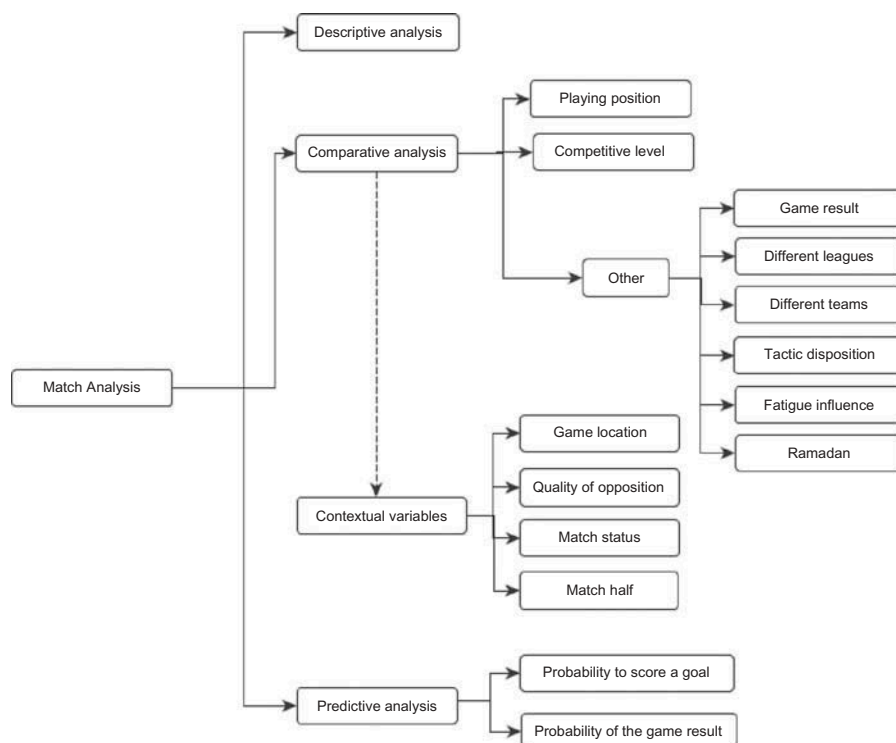 Descriptive analysis
Playing position
Comparative analysis
Competitive level
Game result
Different leagues
Other
Different teams
Tactic disposition
Match Analysis
Fatigue influence
Game location
Ramadan
Quality of opposition
Contextual variables
Match status
Match half
Probability to score a goal
Predictive analysis
Probability of the game result